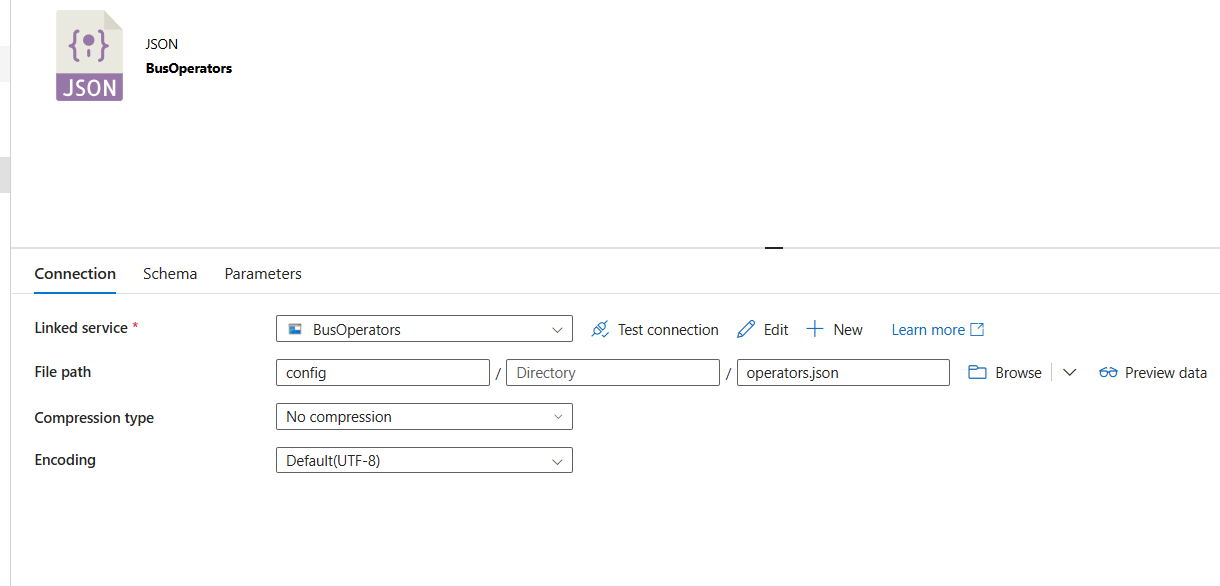 JSON
JSON
BusOperators
Connection Schema Parameters
Linked service * BusOperators Test connection Edit New Learn more
File path config / Directory / operators.json Browse Preview data
Compression type No compression
Encoding Default(UTF-8)